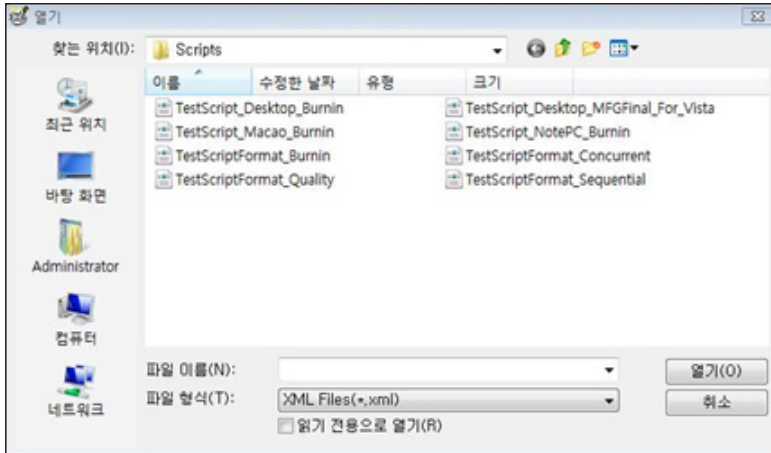 열기
찾는 위치(I): Scripts
이름 수정한 날짜 유형 크기
TestScript_Desktop_Burnin TestScript_Desktop_MFGFinal_For_Vista
TestScript_Macao_Burnin TestScript_NotePC_Burnin
TestScriptFormat_Burnin TestScriptFormat_Concurrent
TestScriptFormat_Quality TestScriptFormat_Sequential
최근 위치
바탕 화면
Administrator
컴퓨터
네트워크
파일 이름(N): 열기(O)
파일 형식(T): XML Files(*,xml) 취소
읽기 전용으로 열기(R)